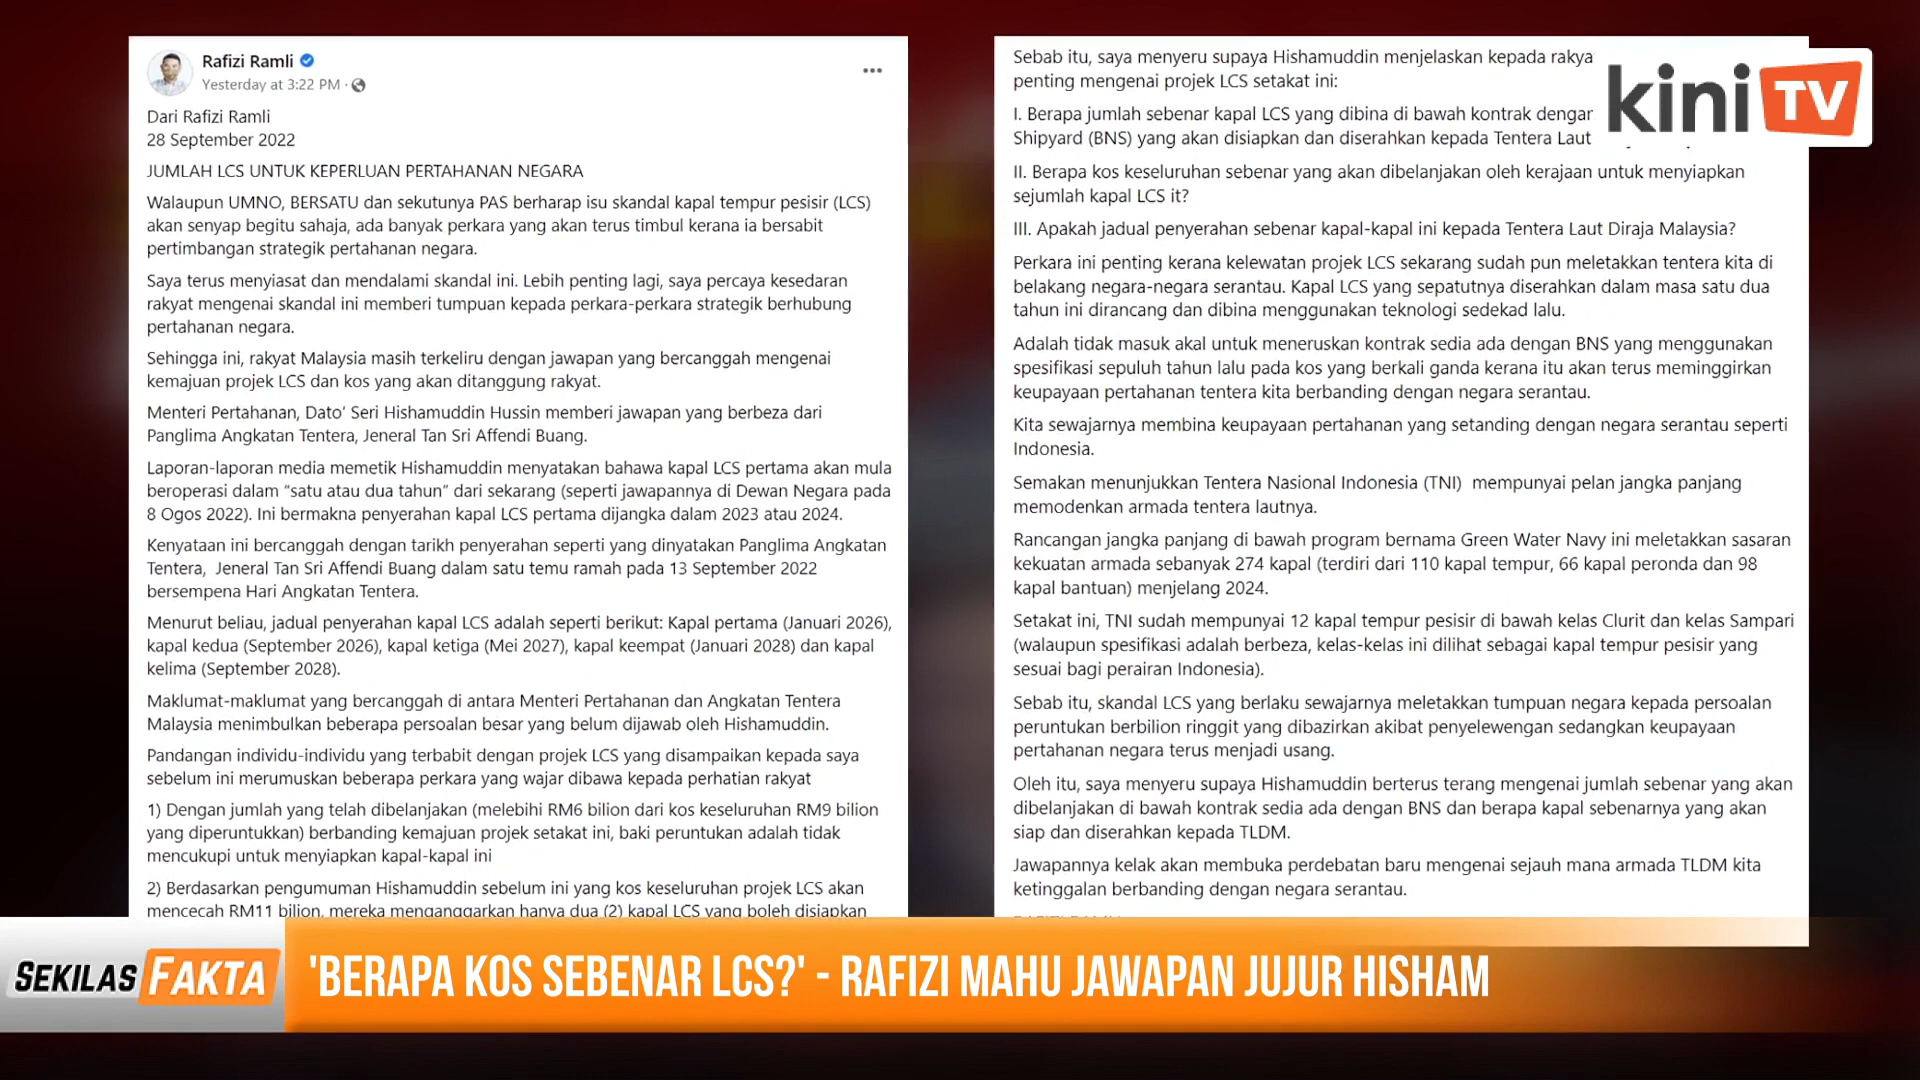 Rafizi Ramli
Yesterday at 3:22 PM ·
Dari Rafizi Ramli
28 September 2022
JUMLAH LCS UNTUK KEPERLUAN PERTAHANAN NEGARA
Walaupun UMNO, BERSATU dan sekutunya PAS berharap isu skandal kapal tempur pesisir (LCS)
akan senyap begitu sahaja, ada banyak perkara yang akan terus timbul kerana ia bersabit
pertimbangan strategik pertahanan negara.
Saya terus menyiasat dan mendalami skandal ini. Lebih penting lagi, saya percaya kesedaran
rakyat mengenai skandal ini memberi tumpuan kepada perkara-perkara strategik berhubung
pertahanan negara.
Sehingga ini, rakyat Malaysia masih terkeliru dengan jawapan yang bercanggah mengenai
kemajuan projek LCS dan kos yang akan ditanggung rakyat.
Menteri Pertahanan, Dato' Seri Hishamuddin Hussin memberi jawapan yang berbeza dari
Panglima Angkatan Tentera, Jeneral Tan Sri Affendi Buang.
Laporan-laporan media memetik Hishamuddin menyatakan bahawa kapal LCS pertama akan mula
beroperasi dalam "satu atau dua tahun" dari sekarang (seperti jawapannya di Dewan Negara pada
8 Ogos 2022). Ini bermakna penyerahan kapal LCS pertama dijangka dalam 2023 atau 2024.
Kenyataan ini bercanggah dengan tarikh penyerahan seperti yang dinyatakan Panglima Angkatan
Tentera,  Jeneral Tan Sri Affendi Buang dalam satu temu ramah pada 13 September 2022
bersempena Hari Angkatan Tentera.
Menurut beliau, jadual penyerahan kapal LCS adalah seperti berikut: Kapal pertama (Januari 2026),
kapal kedua (September 2026), kapal ketiga (Mei 2027), kapal keempat (Januari 2028) dan kapal
kelima (September 2028).
Maklumat-maklumat yang bercanggah di antara Menteri Pertahanan dan Angkatan Tentera
Malaysia menimbulkan beberapa persoalan besar yang belum dijawab oleh Hishamuddin.
Pandangan individu-individu yang terbabit dengan projek LCS yang disampaikan kepada saya
sebelum ini merumuskan beberapa perkara yang wajar dibawa kepada perhatian rakyat
1) Dengan jumlah yang telah dibelanjakan (melebihi RM6 bilion dari kos keseluruhan RM9 bilion
yang diperuntukkan) berbanding kemajuan projek setakat ini, baki peruntukan adalah tidak
mencukupi untuk menyiapkan kapal-kapal ini
2) Berdasarkan pengumuman Hishamuddin sebelum ini yang kos keseluruhan projek LCS akan
mencecah RM11 bilion, mereka menganggarkan hanya dua (2) kapal LCS yang boleh disiapkan
Sebab itu, saya menyeru supaya Hishamuddin menjelaskan kepada rakya
penting mengenai projek LCS setakat ini:
I. Berapa jumlah sebenar kapal LCS yang dibina di bawah kontrak dengar
Shipyard (BNS) yang akan disiapkan dan diserahkan kepada Tentera Laut
II. Berapa kos keseluruhan sebenar yang akan dibelanjakan oleh kerajaan untuk menyiapkan
sejumlah kapal LCS it?
III. Apakah jadual penyerahan sebenar kapal-kapal ini kepada Tentera Laut Diraja Malaysia?
Perkara ini penting kerana kelewatan projek LCS sekarang sudah pun meletakkan tentera kita di
belakang negara-negara serantau. Kapal LCS yang sepatutnya diserahkan dalam masa satu dua
tahun ini dirancang dan dibina menggunakan teknologi sedekad lalu.
Adalah tidak masuk akal untuk meneruskan kontrak sedia ada dengan BNS yang menggunakan
spesifikasi sepuluh tahun lalu pada kos yang berkali ganda kerana itu akan terus meminggirkan
keupayaan pertahanan tentera kita berbanding dengan negara serantau.
Kita sewajarnya membina keupayaan pertahanan yang setanding dengan negara serantau seperti
Indonesia.
Semakan menunjukkan Tentera Nasional Indonesia (TNI)  mempunyai pelan jangka panjang
memodenkan armada tentera lautnya.
Rancangan jangka panjang di bawah program bernama Green Water Navy ini meletakkan sasaran
kekuatan armada sebanyak 274 kapal (terdiri dari 110 kapal tempur, 66 kapal peronda dan 98
kapal bantuan) menjelang 2024.
Setakat ini, TNI sudah mempunyai 12 kapal tempur pesisir di bawah kelas Clurit dan kelas Sampari
(walaupun spesifikasi adalah berbeza, kelas-kelas ini dilihat sebagai kapal tempur pesisir yang
sesuai bagi perairan Indonesia).
Sebab itu, skandal LCS yang berlaku sewajarnya meletakkan tumpuan negara kepada persoalan
peruntukan berbilion ringgit yang dibazirkan akibat penyelewengan sedangkan keupayaan
pertahanan negara terus menjadi usang.
Oleh itu, saya menyeru supaya Hishamuddin berterus terang mengenai jumlah sebenar yang akan
dibelanjakan di bawah kontrak sedia ada dengan BNS dan berapa kapal sebenarnya yang akan
siap dan diserahkan kepada TLDM.
Jawapannya kelak akan membuka perdebatan baru mengenai sejauh mana armada TLDM kita
ketinggalan berbanding dengan negara serantau.
kini TV
SEKILAS FAKTA
'BERAPA KOS SEBENAR LCS?' - RAFIZI MAHU JAWAPAN JUJUR HISHAM